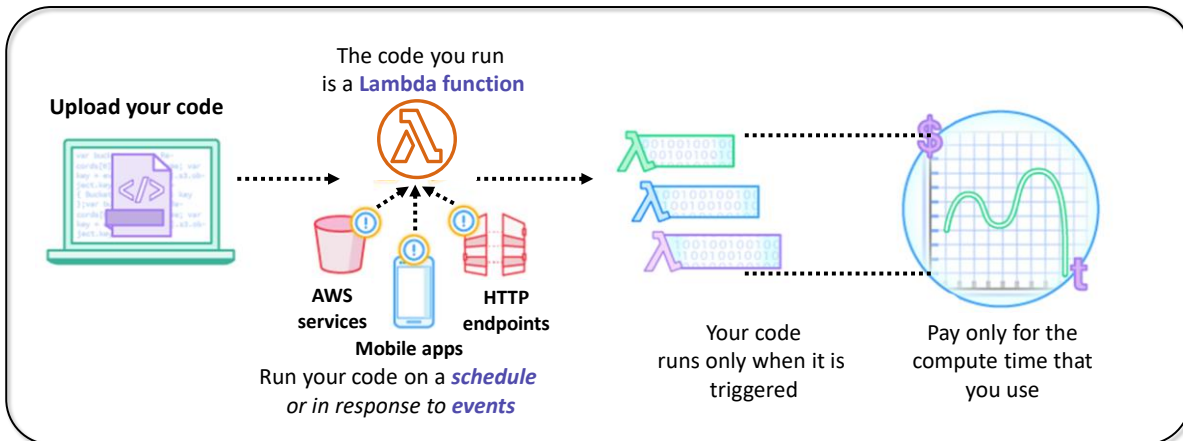 Upload your code
The code you run
is a Lambda function
AWS
services
Mobile apps
HTTP
endpoints
Run your code on a schedule
or in response to events
Your code
runs only when it is
triggered
$
t
Pay only for the
compute time that
you use